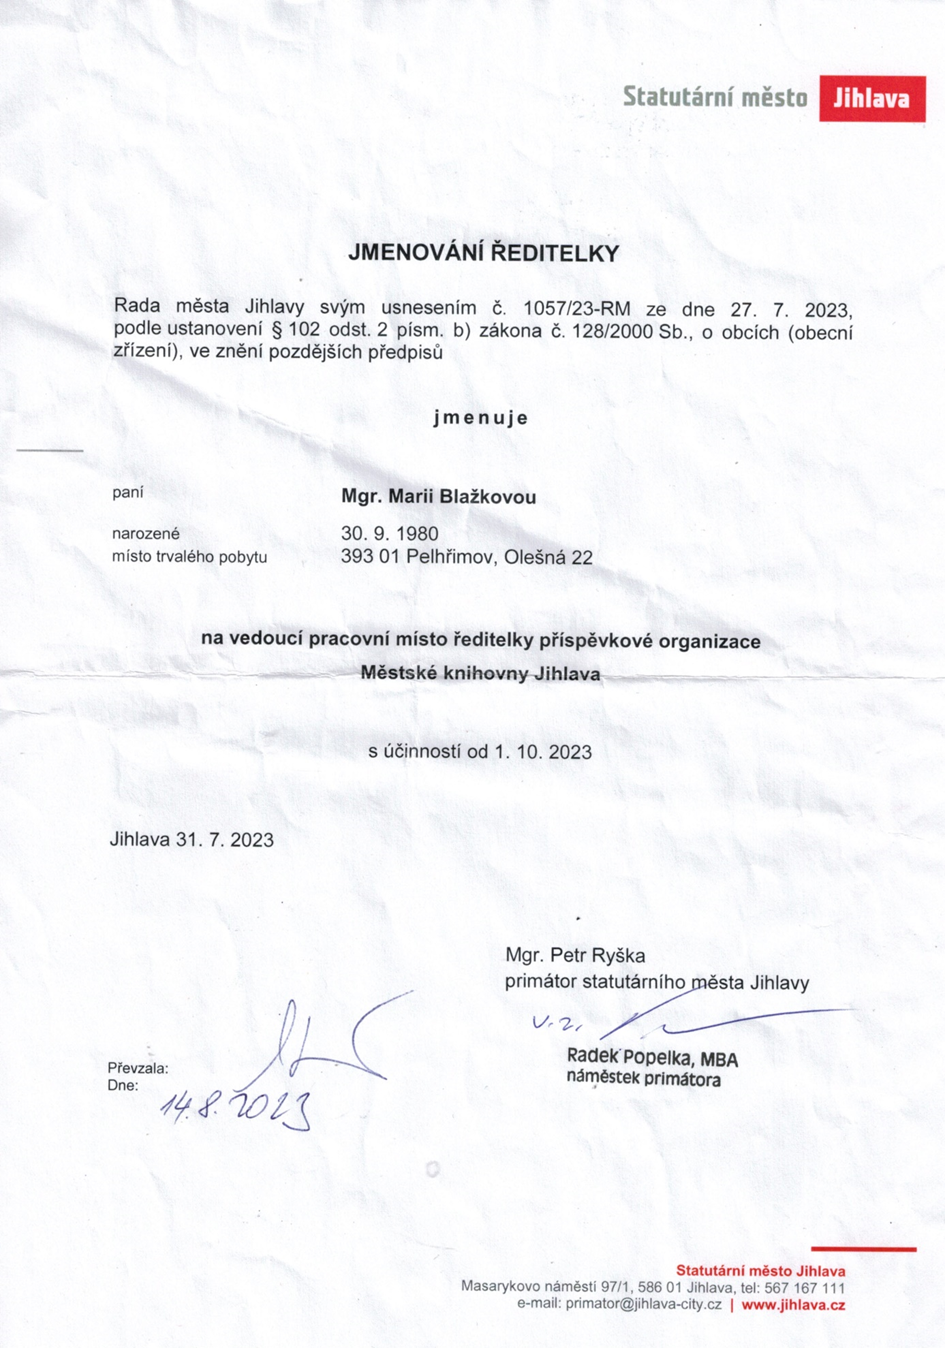 Statutární město Jihlava
JMENOVÁNÍ ŘEDITELKY
Rada města Jihlavy svým usnesením č. 1057/23-RM ze dne 27. 7. 2023,
podle ustanovení § 102 odst. 2 písm. b) zákona č. 128/2000 Sb., o obcích (obecní
zřízení), ve znění pozdějších předpisů
jmenuje
paní Mgr. Marii Blažkovou
narozené 30. 9. 1980
místo trvalého pobytu 393 01 Pelhřimov, Olešná 22
na vedoucí pracovní místo ředitelky příspěvkové organizace
Městské knihovny Jihlava
s účinností od 1. 10. 2023
Jihlava 31. 7. 2023
Mgr. Petr Ryška
primátor statutárního města Jihlavy
v.z.
Radek Popelka, MBA
náměstek primátora
Převzala:
Dne:
14.8.2023
Statutární město Jihlava
Masarykovo náměstí 97/1, 586 01 Jihlava, tel: 567 167 111
e-mail: primator@jihlava-city.cz | www.jihlava.cz